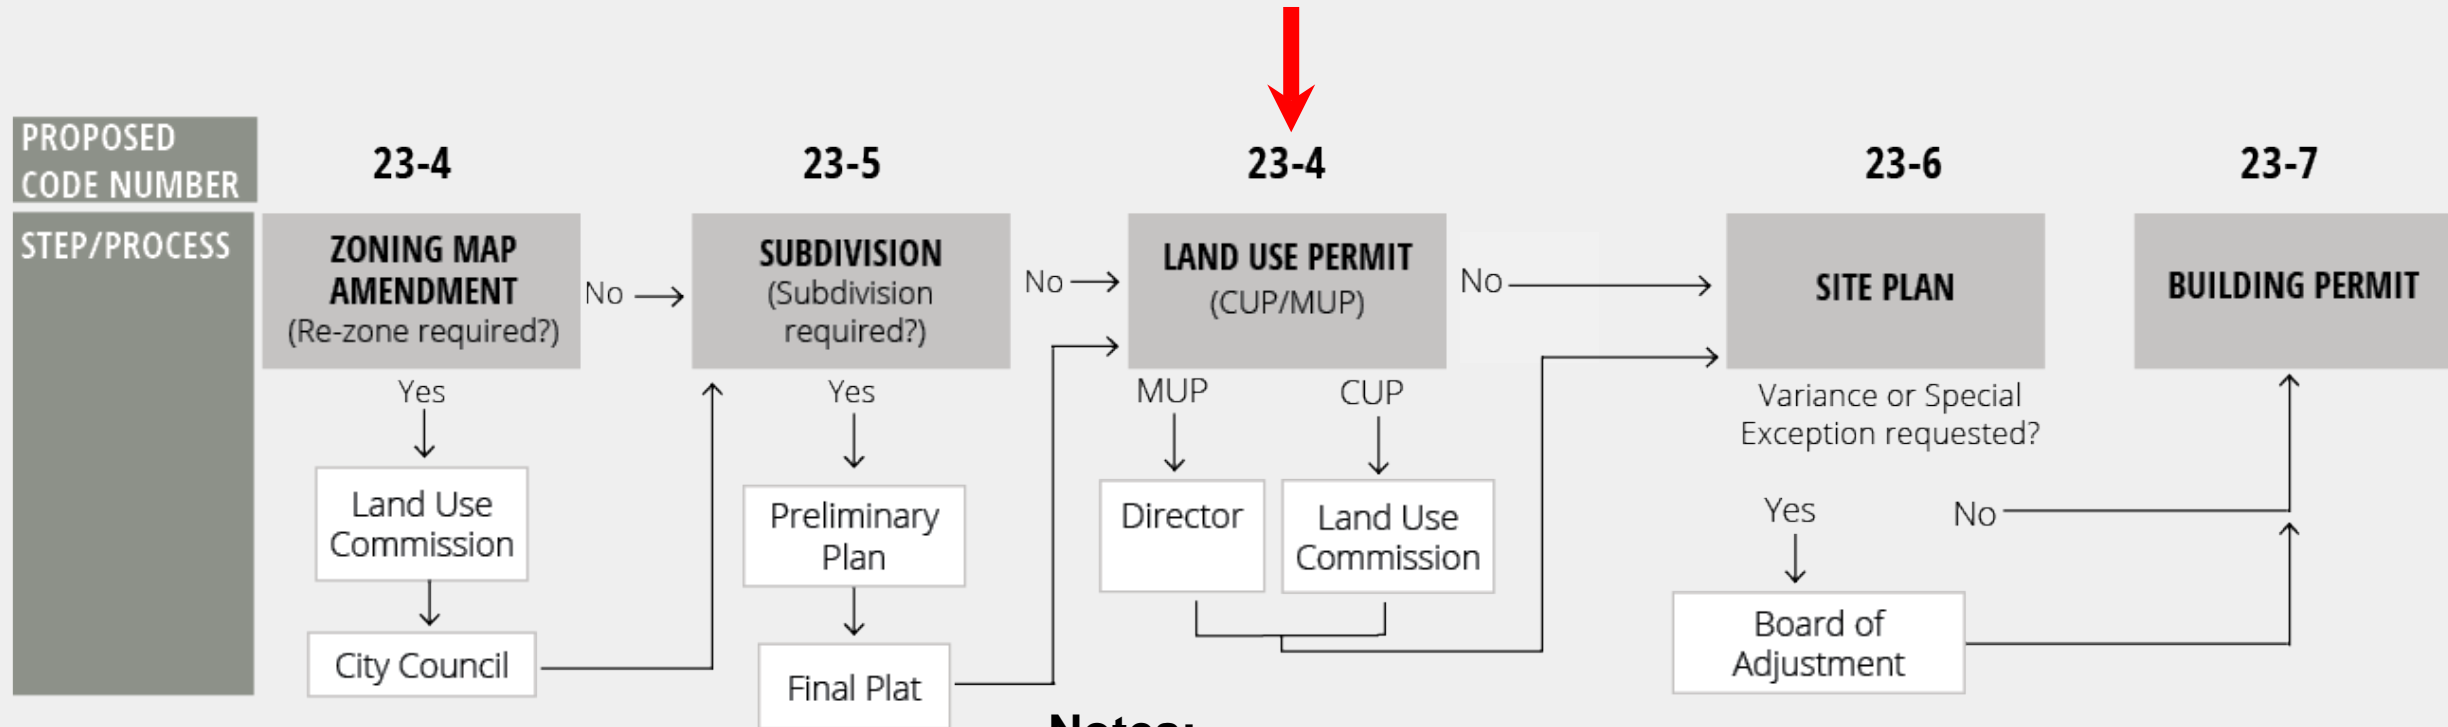 PROPOSED
CODE NUMBER
23-4
23-5
23-4
23-6
23-7
STEP/PROCESS
ZONING MAP
AMENDMENT
(Re-zone required?)
No
SUBDIVISION
(Subdivision
required?)
No
LAND USE PERMIT
(CUP/MUP)
No
SITE PLAN
BUILDING PERMIT
Yes
Land Use
Commission
City Council
Yes
Preliminary
Plan
Final Plat
MUP
CUP
Director
Land Use
Commission
Variance or Special
Exception requested?
Yes
No
Board of
Adjustment
Notes: